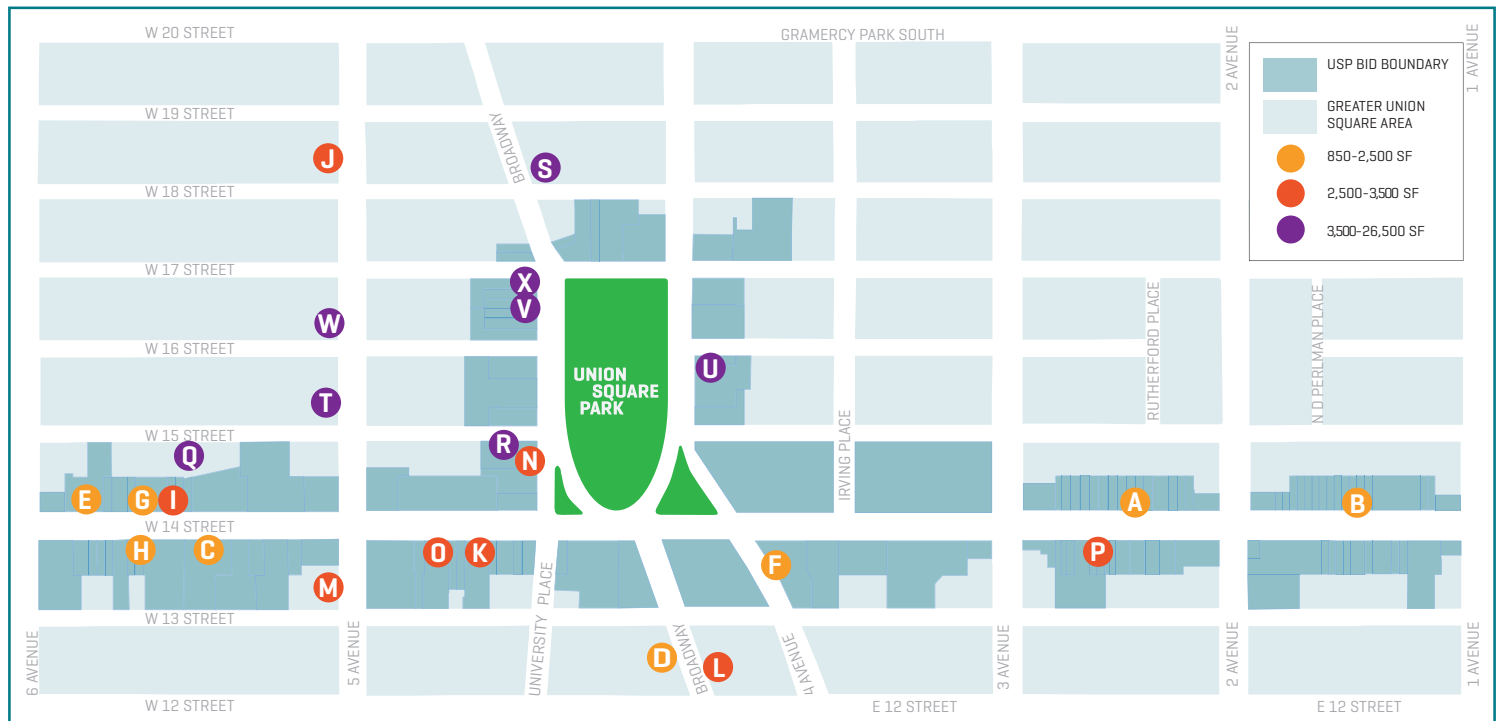 W 20 STREET
GRAMERCY PARK SOUTH
2 AVENUE
1 AVENUE
USP BID BOUNDARY
GREATER UNION
SQUARE AREA
850-2,500 SF
2,500-3,500 SF
3,500-26,500 SF
W 19 STREET
BROADWAY
J
S
W 18 STREET
W 17 STREET
X
V
W
RUTHERFORD PLACE
N D PERLMAN PLACE
W 16 STREET
UNION
SQUARE
PARK
U
T
IRVING PLACE
W 15 STREET
Q
R
N
E
G
I
A
B
W 14 STREET
H
C
O
K
F
P
M
UNIVERSITY PLACE
W 13 STREET
6 AVENUE
5 AVENUE
D
BROADWAY
L
4 AVENUE
3 AVENUE
2 AVENUE
1 AVENUE
W 12 STREET
E 12 STREET
E 12 STREET